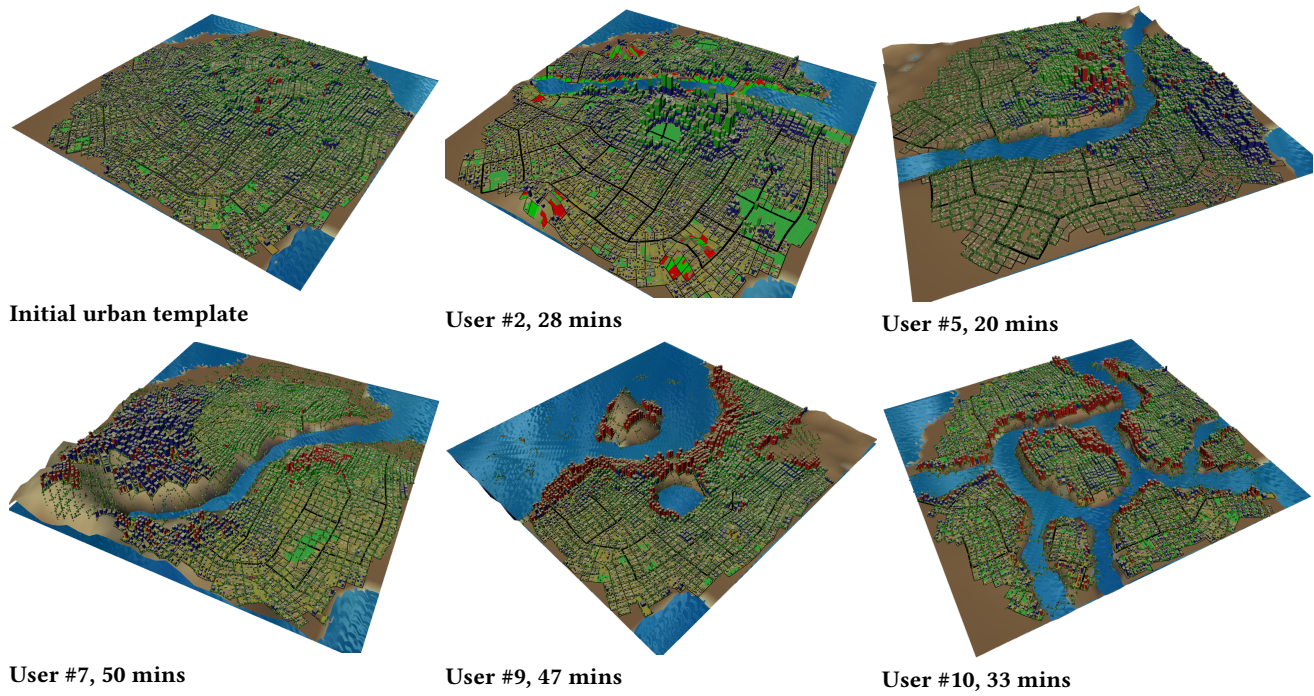 Initial urban template
User #2, 28 mins
User #5, 20 mins
User #7, 50 mins
User #9, 47 mins
User #10, 33 mins